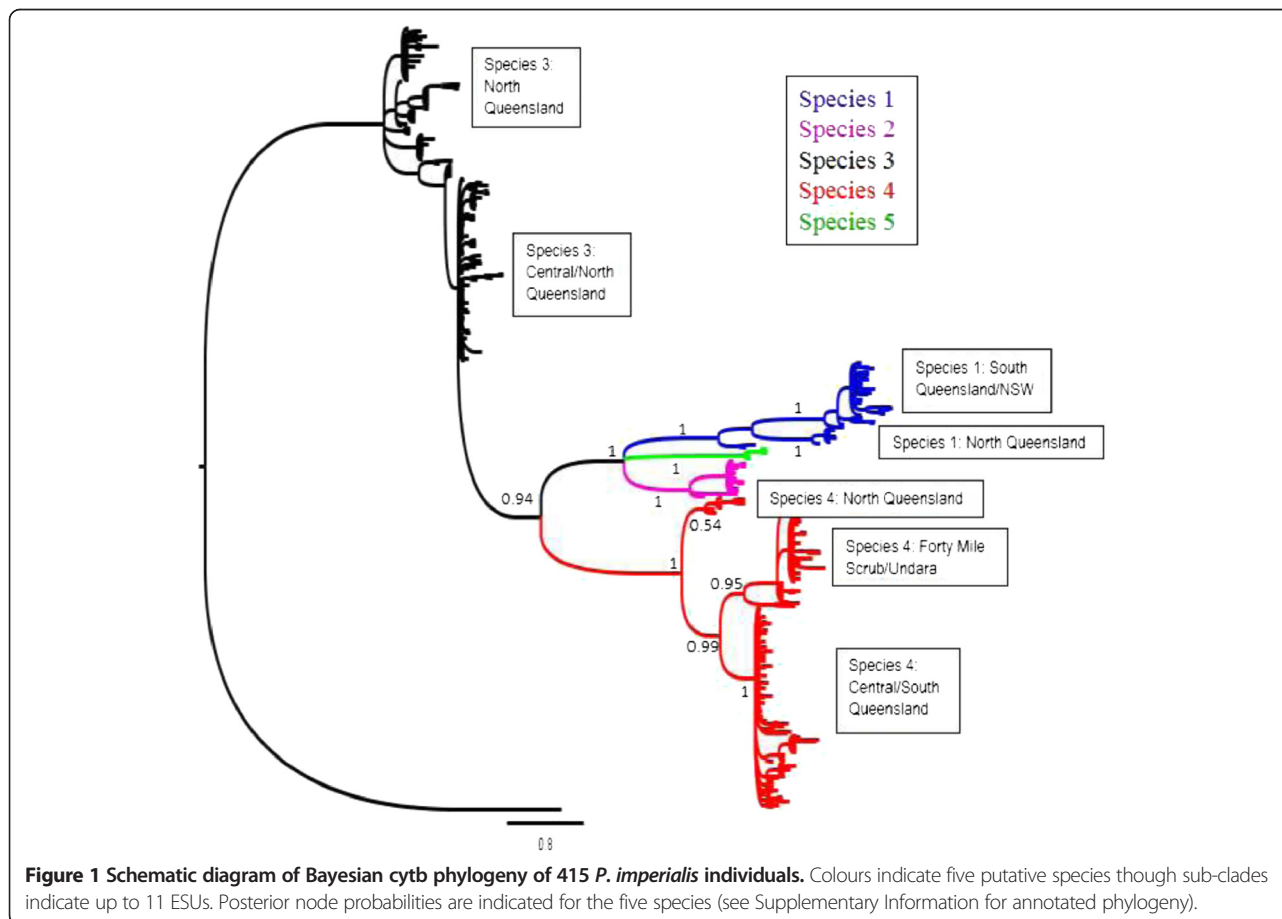 Species 3:
North
Queensland
Species 1
Species 2
Species 3
Species 4
Species 5
Species 3:
Central/North
Queensland
Species 1: South
Queensland/NSW
1
1
Species 1: North Queensland
1
1
1
1
Species 4: North Queensland
0.94
0.54
Species 4: Forty Mile
Scrub/Undara
1
0.95
0.99
Species 4:
Central/South
Queensland
1
0.8
Figure 1 Schematic diagram of Bayesian cytb phylogeny of 415 P. imperialis individuals. Colours indicate five putative species though sub-clades
indicate up to 11 ESUs. Posterior node probabilities are indicated for the five species (see Supplementary Information for annotated phylogeny).